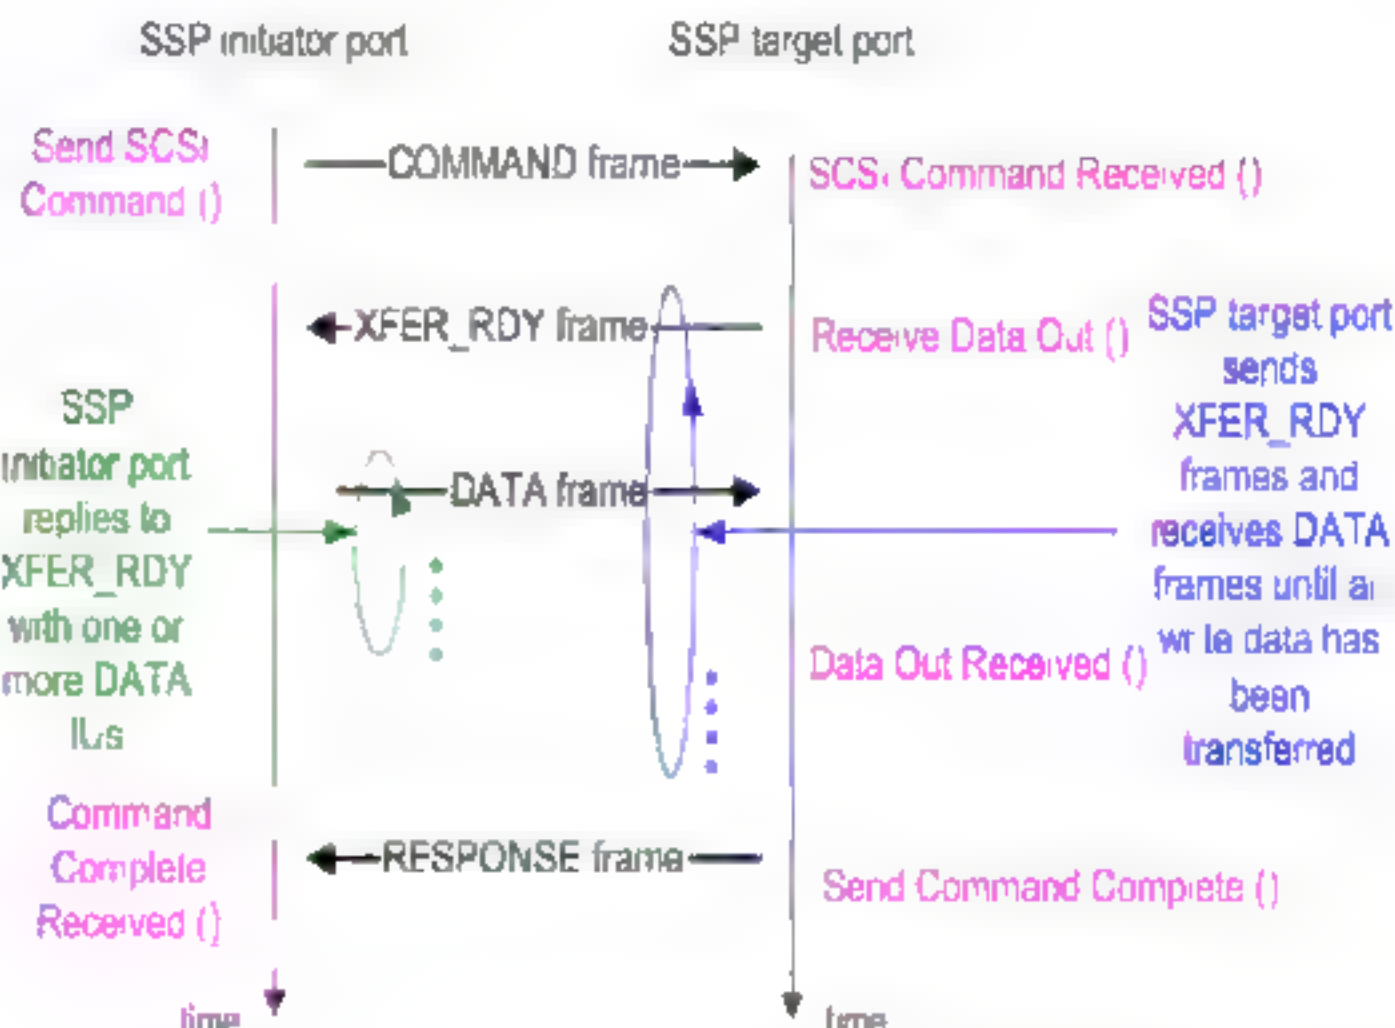 SSP initiator port
SSP target port
Send SCSI
Command ()
COMMAND frame
SCSI Command Received ()
XFER_RDY frame
Receive Data Out ()
SSP target port
sends
XFER_RDY
frames and
receives DATA
frames until all
write data has
been
transferred
SSP
initiator port
replies to
XFER_RDY
with one or
more DATA
IUs
DATA frame
Data Out Received ()
Command
Complete
Received ()
RESPONSE frame
Send Command Complete ()
time
time